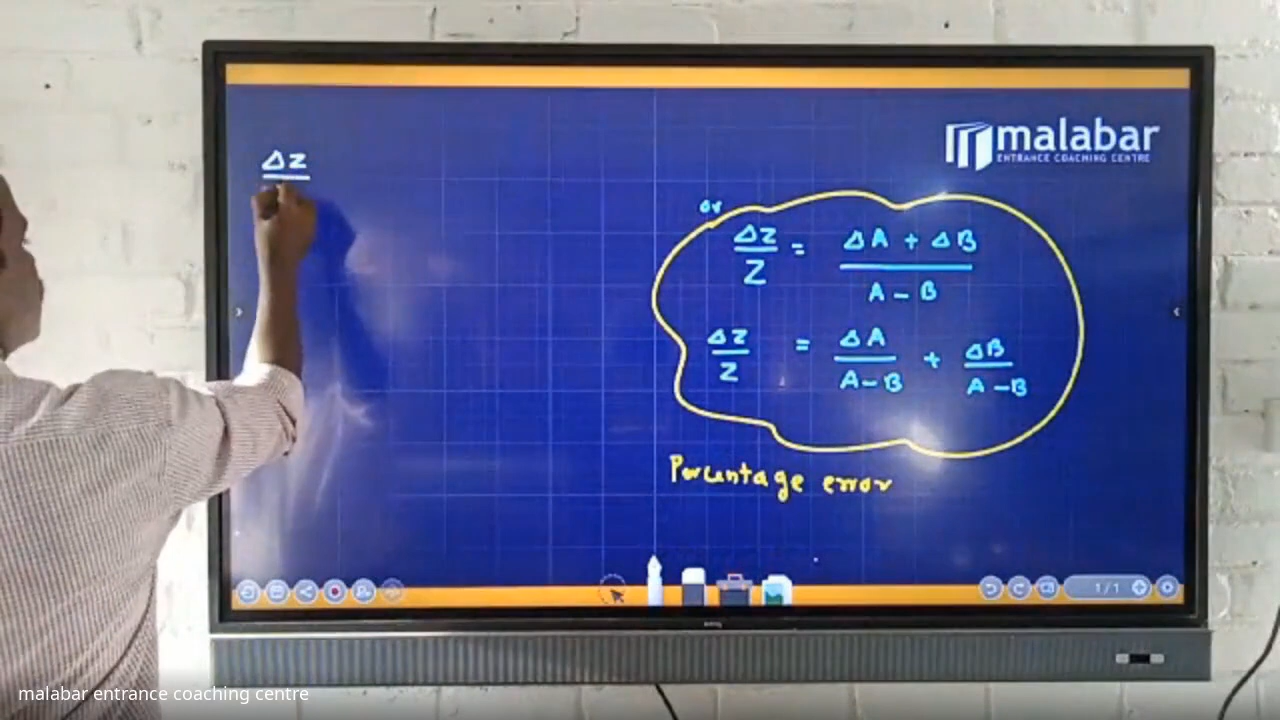 malabar
ENTRANCE COACHING CENTRE
ΔZ
or
ΔZ/Z = (ΔA + ΔB)/(A - B)
ΔZ/Z = ΔA/(A-B) + ΔB/(A-B)
Percentage error
1/1
malabar entrance coaching centre